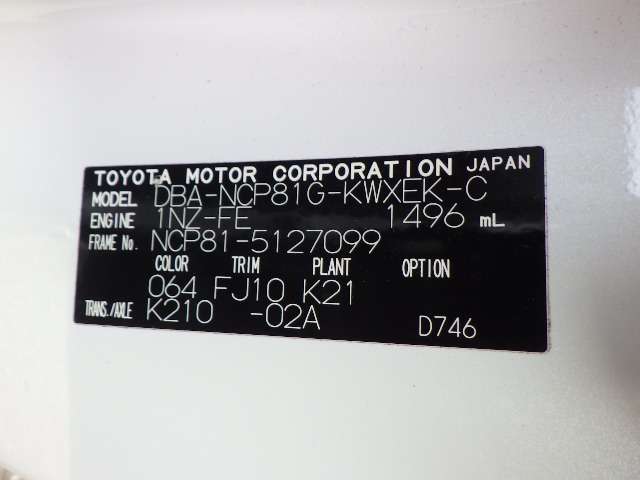 TOYOTA MOTOR CORPORATION JAPAN
MODEL DBA-NCP81G-KWXEK-C
ENGINE 1NZ-FE 1496 mL
FRAME No. NCP81-5127099
COLOR TRIM PLANT OPTION
064 FJ10 K21
TRANS./AXLE K210 -02A
D746